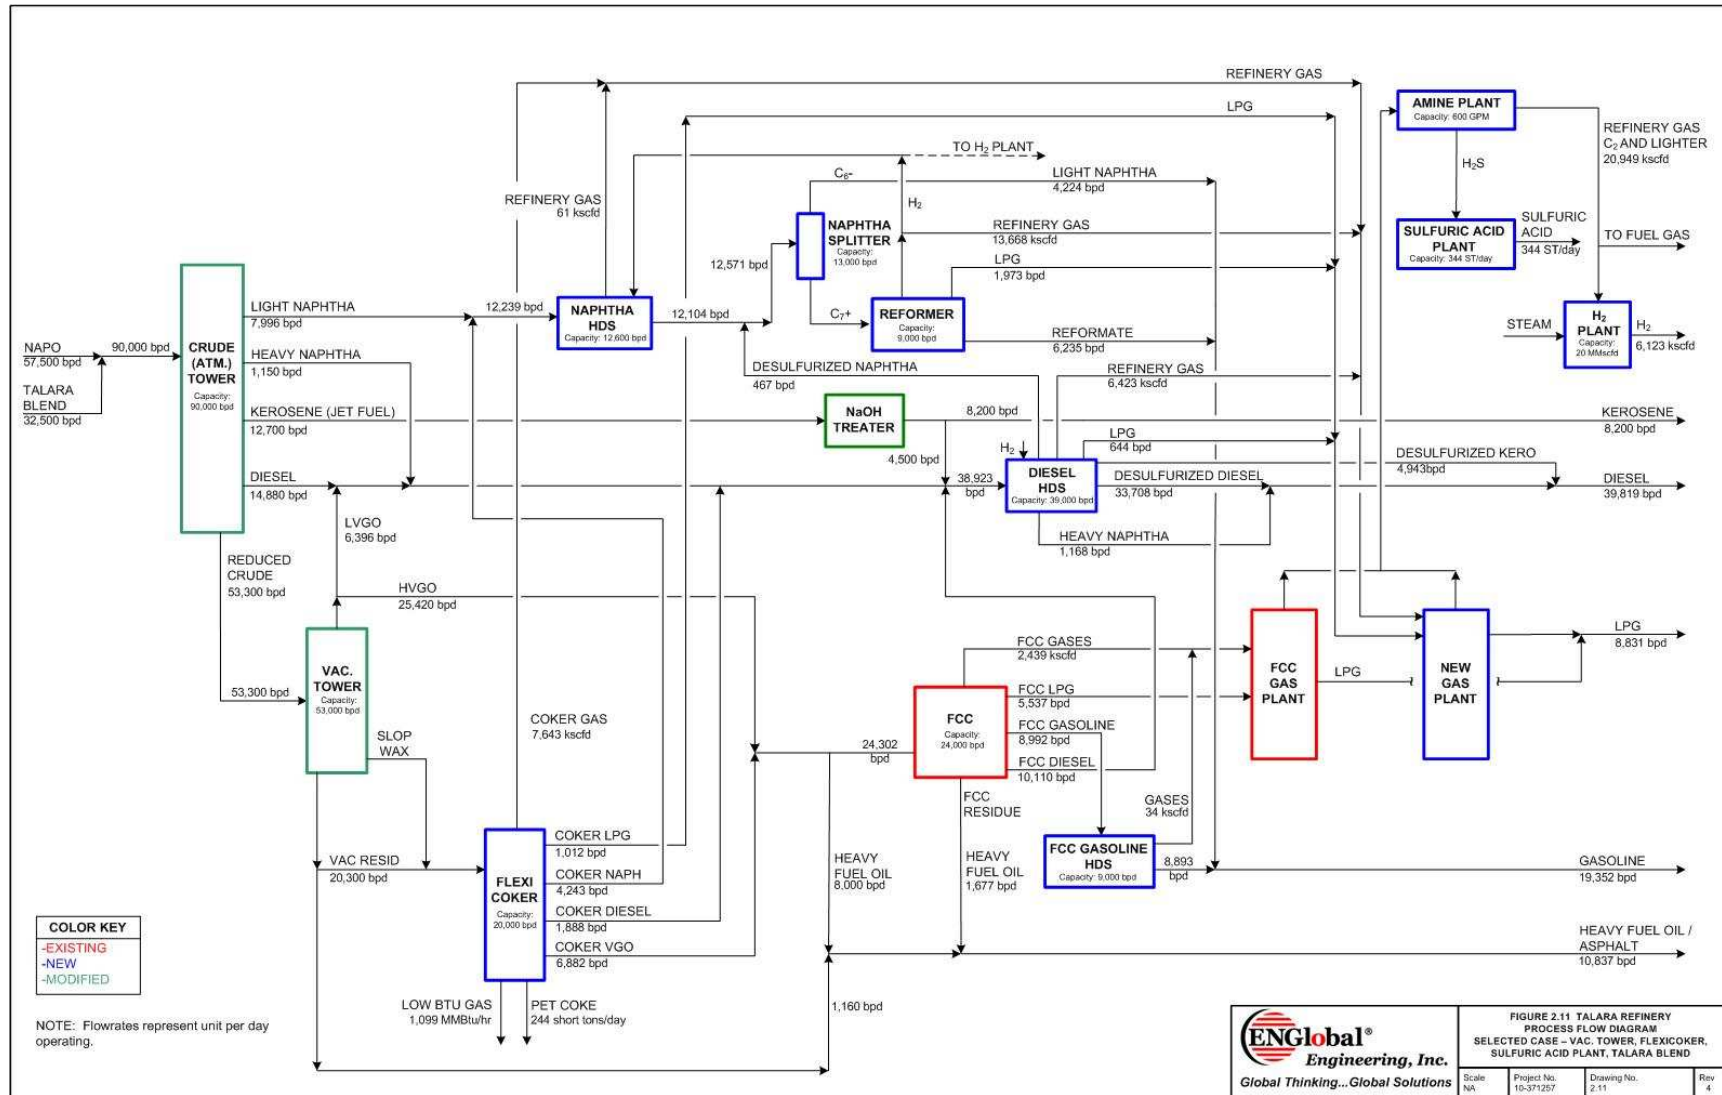 REFINERY GAS
LPG
AMINE PLANT
Capacity: 600 GPM
REFINERY GAS
C2 AND LIGHTER
20,949 kscfd
H2S
TO H2 PLANT
C6-
LIGHT NAPHTHA
4,224 bpd
REFINERY GAS
61 kscfd
H2
NAPHTHA
SPLITTER
Capacity:
13,000 bpd
REFINERY GAS
13,668 kscfd
SULFURIC ACID
PLANT
Capacity: 344 ST/day
SULFURIC
ACID
344 ST/day
TO FUEL GAS
12,571 bpd
LPG
1,973 bpd
CRUDE
(ATM.)
TOWER
Capacity:
90,000 bpd
LIGHT NAPHTHA
7,996 bpd
12,239 bpd
NAPHTHA
HDS
Capacity: 12,600 bpd
12,104 bpd
C7+
REFORMER
Capacity:
9,000 bpd
REFORMATE
6,235 bpd
STEAM
H2
PLANT
Capacity:
20 MMscfd
H2
6,123 kscfd
NAPO
57,500 bpd
90,000 bpd
TALARA
BLEND
32,500 bpd
HEAVY NAPHTHA
1,150 bpd
DESULFURIZED NAPHTHA
467 bpd
REFINERY GAS
6,423 kscfd
KEROSENE (JET FUEL)
12,700 bpd
NaOH
TREATER
8,200 bpd
KEROSENE
8,200 bpd
4,500 bpd
H2
LPG
644 bpd
DESULFURIZED KERO
4,943bpd
DIESEL
14,880 bpd
38,923
bpd
DIESEL
HDS
Capacity: 39,000 bpd
DESULFURIZED DIESEL
33,708 bpd
DIESEL
39,819 bpd
LVGO
6,396 bpd
HEAVY NAPHTHA
1,168 bpd
REDUCED
CRUDE
53,300 bpd
HVGO
25,420 bpd
VAC.
TOWER
Capacity:
53,000 bpd
53,300 bpd
FCC GASES
2,439 kscfd
FCC LPG
5,537 bpd
FCC GASOLINE
8,992 bpd
FCC DIESEL
10,110 bpd
FCC
GAS
PLANT
LPG
NEW
GAS
PLANT
LPG
8,831 bpd
SLOP
WAX
COKER GAS
7,643 kscfd
24,302
bpd
FCC
Capacity:
24,000 bpd
FCC
RESIDUE
GASES
34 kscfd
VAC RESID
20,300 bpd
FLEXI
COKER
Capacity:
20,000 bpd
COKER LPG
1,012 bpd
COKER NAPH
4,243 bpd
COKER DIESEL
1,888 bpd
COKER VGO
6,882 bpd
HEAVY
FUEL OIL
8,000 bpd
HEAVY
FUEL OIL
1,677 bpd
FCC GASOLINE
HDS
Capacity: 9,000 bpd
8,893
bpd
GASOLINE
19,352 bpd
HEAVY FUEL OIL /
ASPHALT
10,837 bpd
COLOR KEY
-EXISTING
-NEW
-MODIFIED
LOW BTU GAS
1,099 MMBtu/hr
PET COKE
244 short tons/day
1,160 bpd
NOTE: Flowrates represent unit per day
operating.
ENGlobal®
Engineering, Inc.
Global Thinking...Global Solutions
FIGURE 2.11 TALARA REFINERY
PROCESS FLOW DIAGRAM
SELECTED CASE – VAC. TOWER, FLEXICOKER,
SULFURIC ACID PLANT, TALARA BLEND
Scale
NA
Project No.
10-371257
Drawing No.
2.11
Rev
4